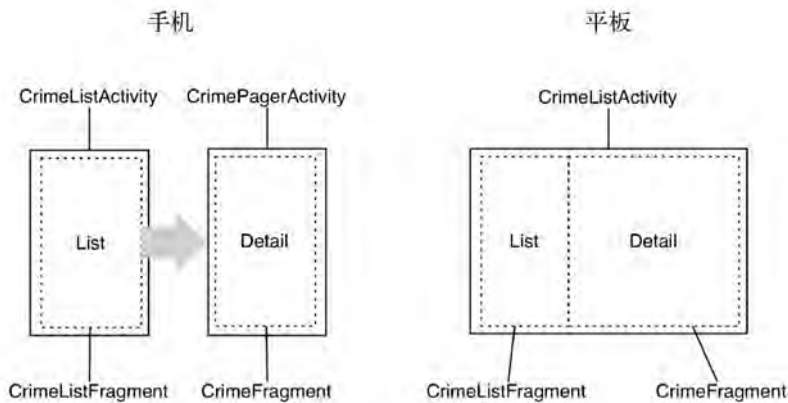 手机
平板
CrimeListActivity
CrimePagerActivity
CrimeListActivity
List
Detail
List
Detail
CrimeListFragment
CrimeFragment
CrimeListFragment
CrimeFragment